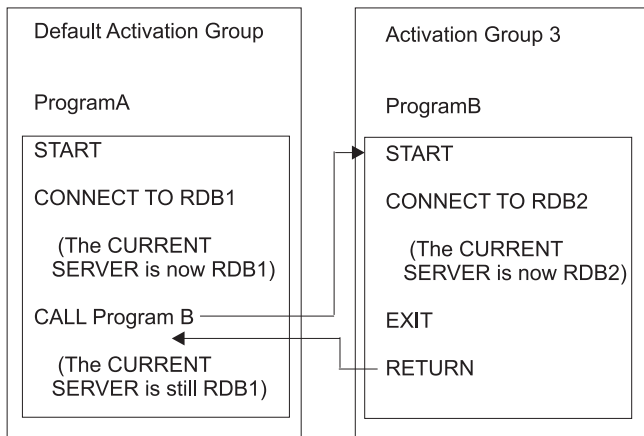 Default Activation Group
ProgramA
START
CONNECT TO RDB1
(The CURRENT
SERVER is now RDB1)
CALL Program B
(The CURRENT
SERVER is still RDB1)
Activation Group 3
ProgramB
START
CONNECT TO RDB2
(The CURRENT
SERVER is now RDB2)
EXIT
RETURN